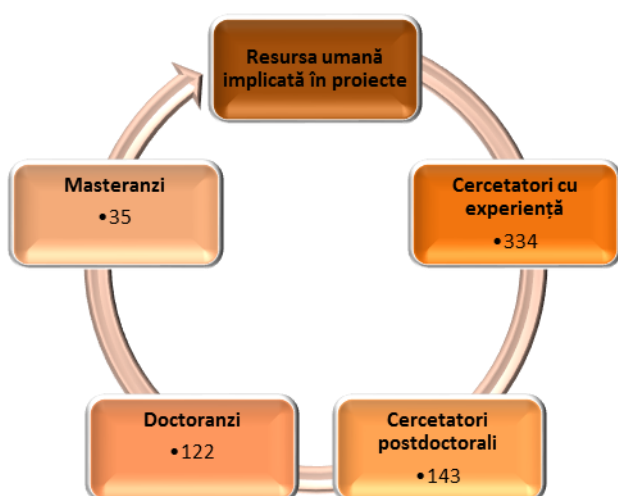 Resursa umană
implicată în proiecte
Cercetatori cu
experiență
•334
Cercetatori
postdoctorali
•143
Doctoranzi
•122
Masteranzi
•35